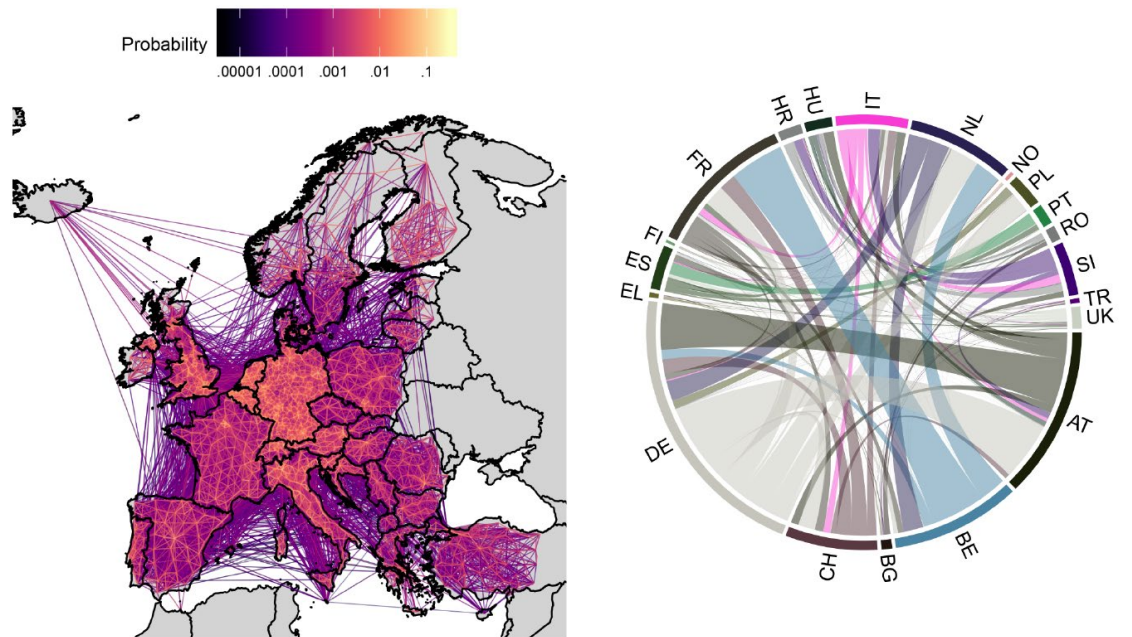 Probability
.00001 .0001 .001 .01 .1
HR
HU
IT
NL
NO
PL
PT
RO
SI
TR
UK
AT
BE
BG
CH
DE
EL
ES
FI
FR